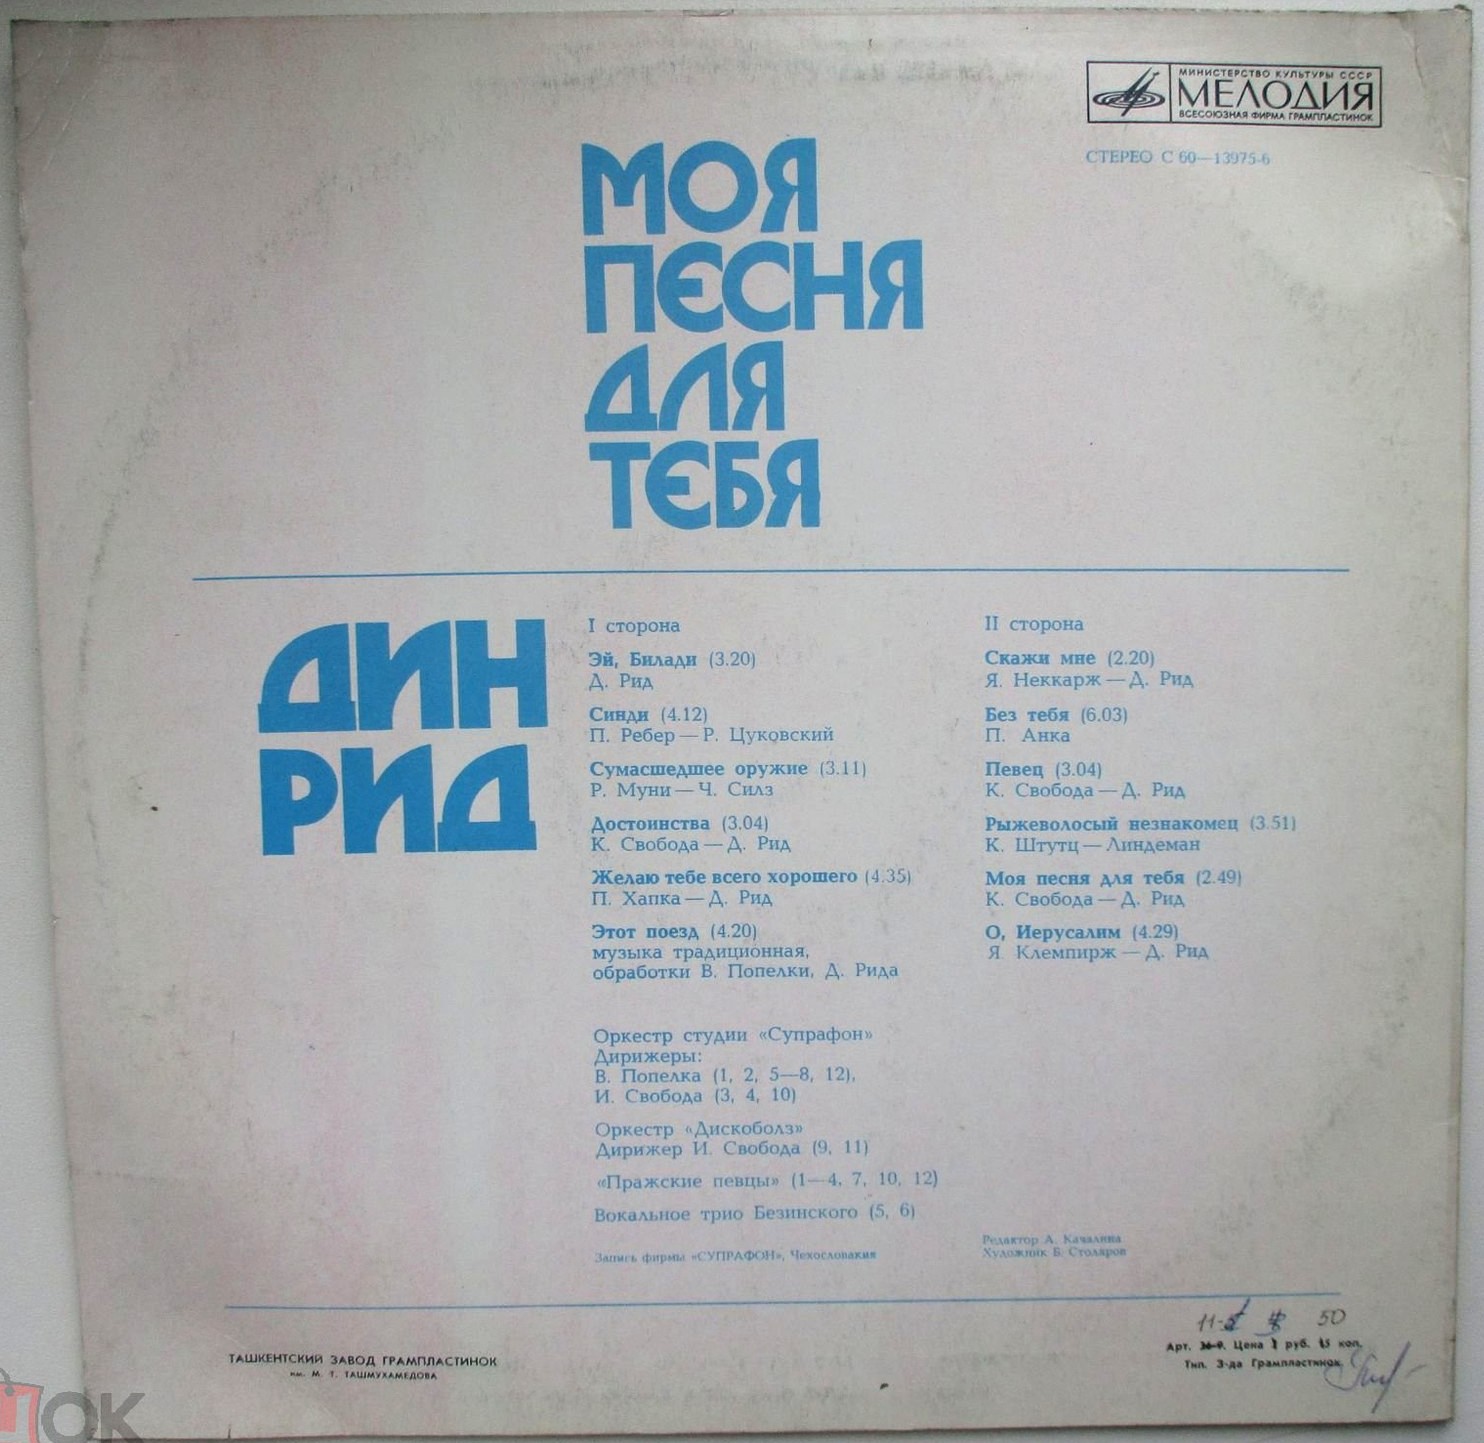 МИНИСТЕРСТВО КУЛЬТУРЫ СССР
МЕЛОДИЯ
ВСЕСОЮЗНАЯ ФИРМА ГРАМПЛАСТИНОК
СТЕРЕО С 60—13975-6
МОЯ
ПЕСНЯ
ДЛЯ
ТЕБЯ
ДИН
РИД
I сторона
Эй, Билади (3.20)
Д. Рид
Синди (4.12)
П. Ребер — Р. Цуковский
Сумасшедшее оружие (3.11)
Р. Муни — Ч. Силз
Достоинства (3.04)
К. Свобода — Д. Рид
Желаю тебе всего хорошего (4.35)
П. Хапка — Д. Рид
Этот поезд (4.20)
музыка традиционная,
обработки В. Попелки, Д. Рида
II сторона
Скажи мне (2.20)
Я. Неккарж — Д. Рид
Без тебя (6.03)
П. Анка
Певец (3.04)
К. Свобода — Д. Рид
Рыжеволосый незнакомец (3.51)
К. Штутц — Линдеман
Моя песня для тебя (2.49)
К. Свобода — Д. Рид
О, Иерусалим (4.29)
Я Клемпирж — Д. Рид
Оркестр студии «Супрафон»
Дирижеры:
В. Попелка (1, 2, 5—8, 12),
И. Свобода (3, 4, 10)
Оркестр «Дискоболз»
Дирижер И. Свобода (9, 11)
«Пражские певцы» (1—4, 7, 10, 12)
Вокальное трио Безинского (5, 6)
Запись фирмы «СУПРАФОН», Чехословакия
Редактор А. Качалина
Художник Б. Столяров
ТАШКЕНТСКИЙ ЗАВОД ГРАМПЛАСТИНОК
им. М. Т. ТАШМУХАМЕДОВА
50
Арт. Цена руб. коп.
Тип. З-да Грампластинок
ОК